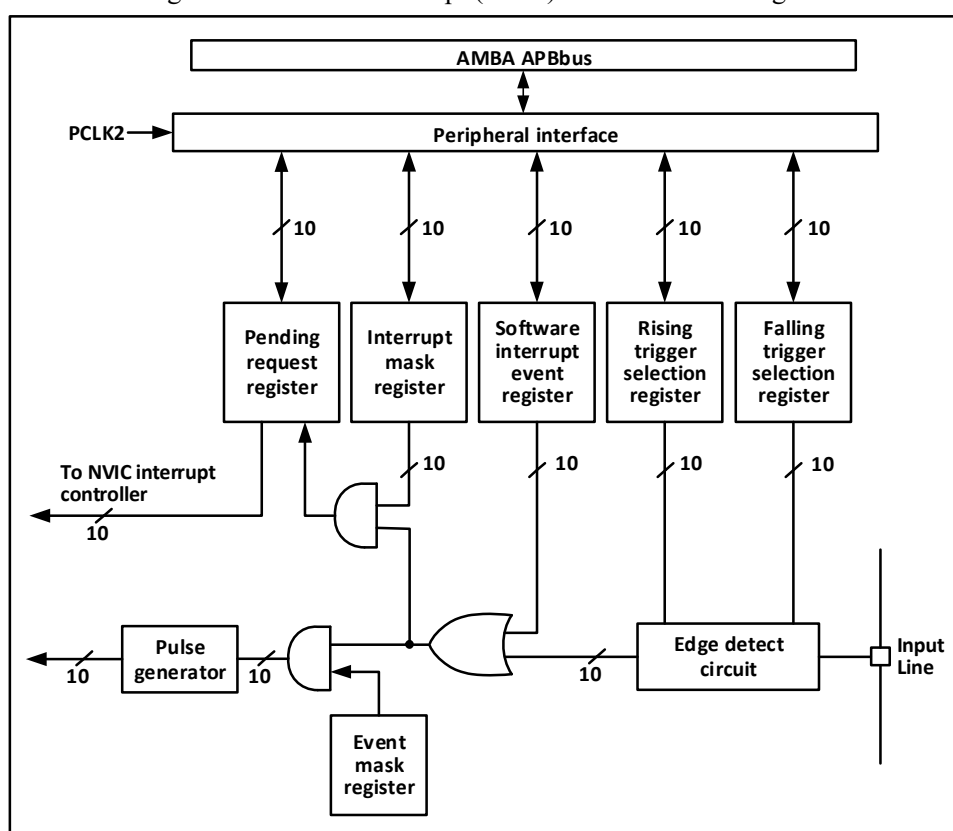 AMBA APBbus
PCLK2
Peripheral interface
10 10 10 10 10
Pending
request
register
Interrupt
mask
register
Software
interrupt
event
register
Rising
trigger
selection
register
Falling
trigger
selection
register
10 10 10 10
To NVIC interrupt
controller
10
Pulse
generator
10
10
10
Edge detect
circuit
Input
Line
Event
mask
register